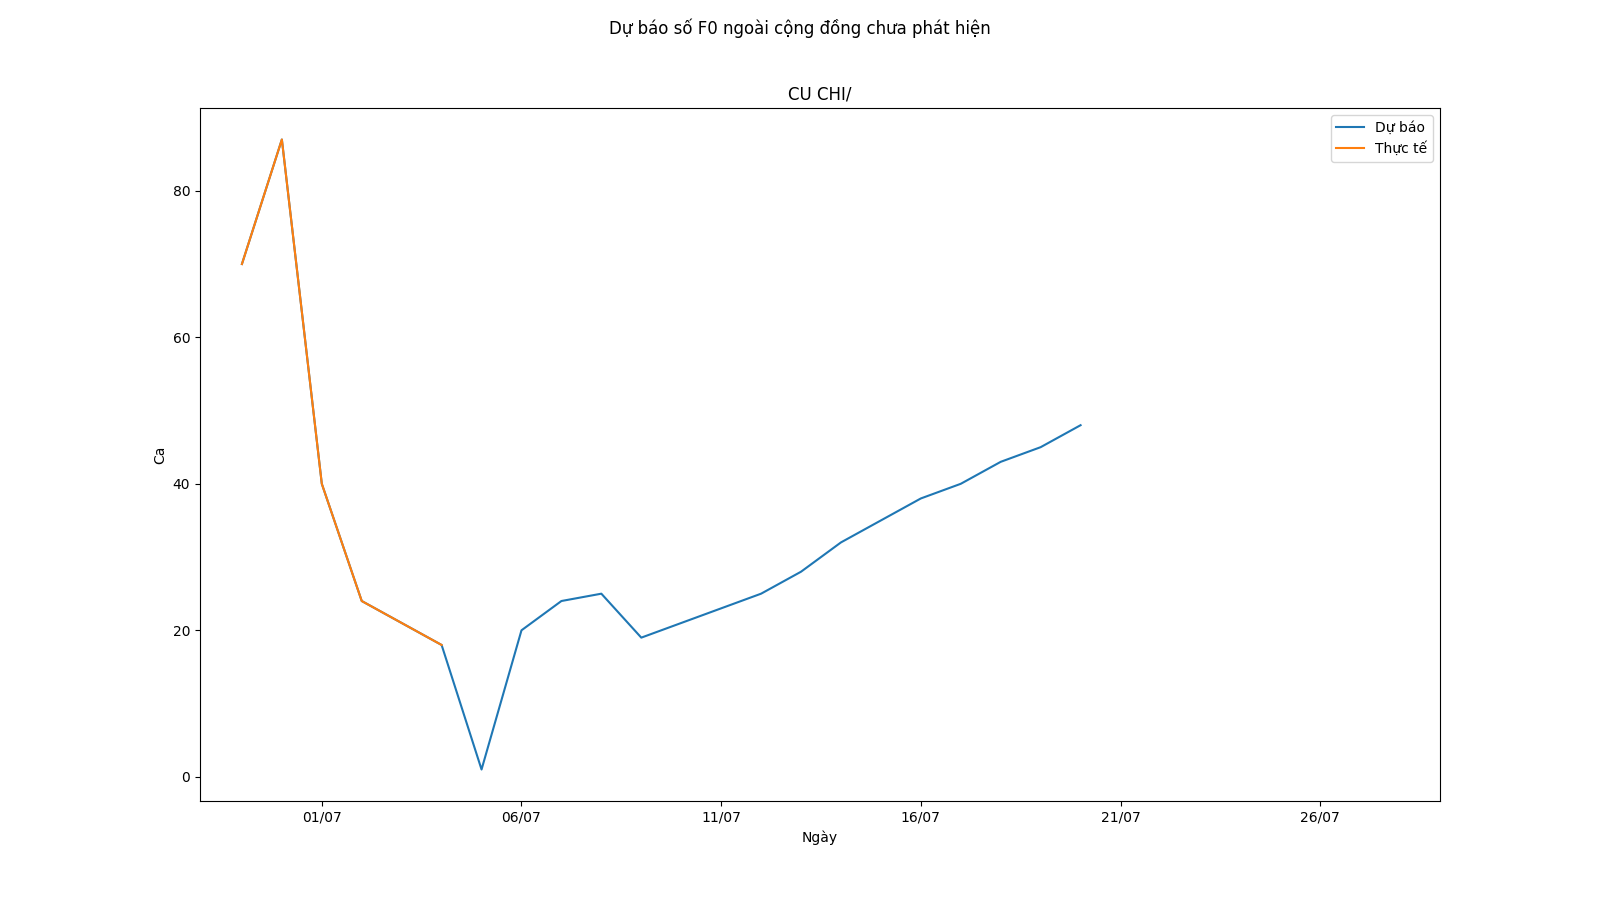 Dự báo số F0 ngoài cộng đồng chưa phát hiện
CU CHI/
Dự báo
Thực tế
80
60
40
20
0
Ca
01/07
06/07
11/07
16/07
21/07
26/07
Ngày